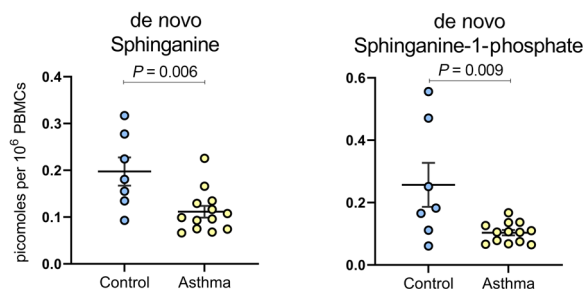 de novo
Sphinganine
P = 0.006
picomoles per 10⁶ PBMCs
0.4
0.3
0.2
0.1
0.0
Control
Asthma
de novo
Sphinganine-1-phosphate
P = 0.009
0.6
0.4
0.2
0.0
Control
Asthma